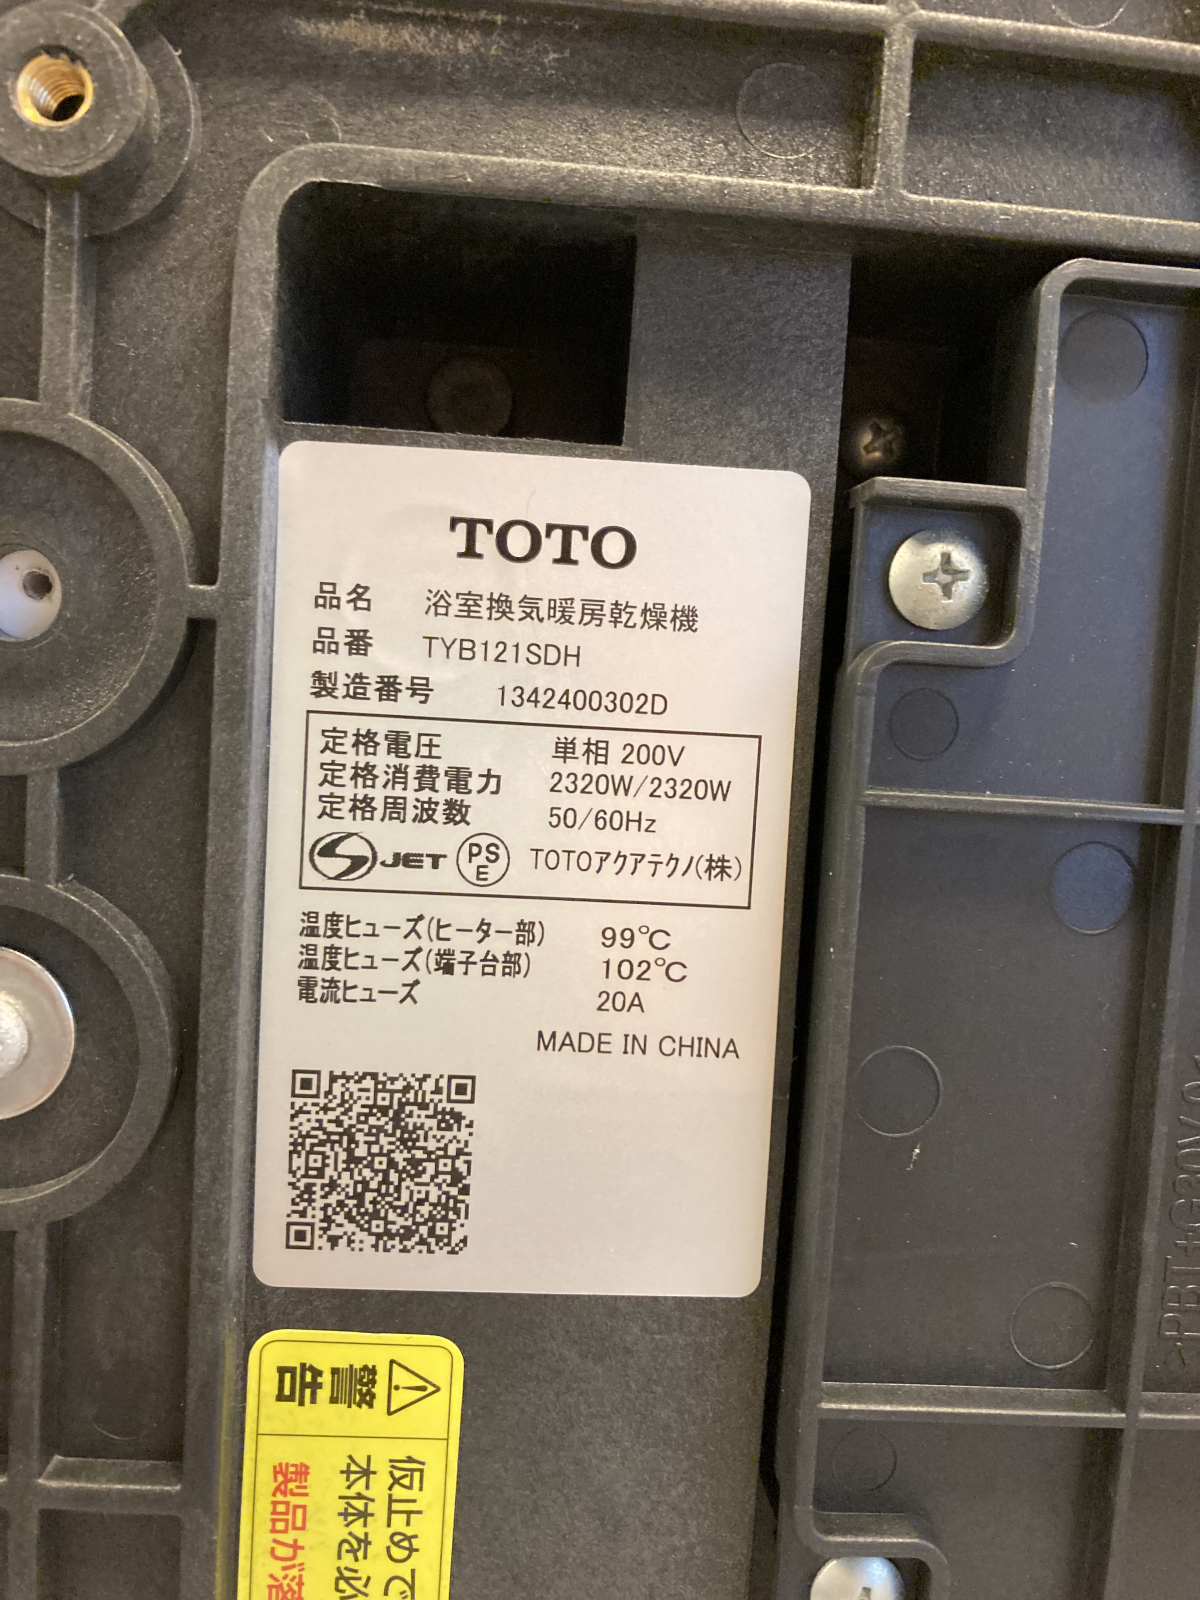 TOTO
品名 浴室換気暖房乾燥機
品番 TYB121SDH
製造番号 1342400302D
定格電圧 単相 200V
定格消費電力 2320W/2320W
定格周波数 50/60Hz
JET PSE TOTOアクアテクノ(株)
温度ヒューズ(ヒーター部) 99℃
温度ヒューズ(端子台部) 102℃
電流ヒューズ 20A
MADE IN CHINA
警告
仮止めで
本体を必
製品が落
>PBT+GF30V0<